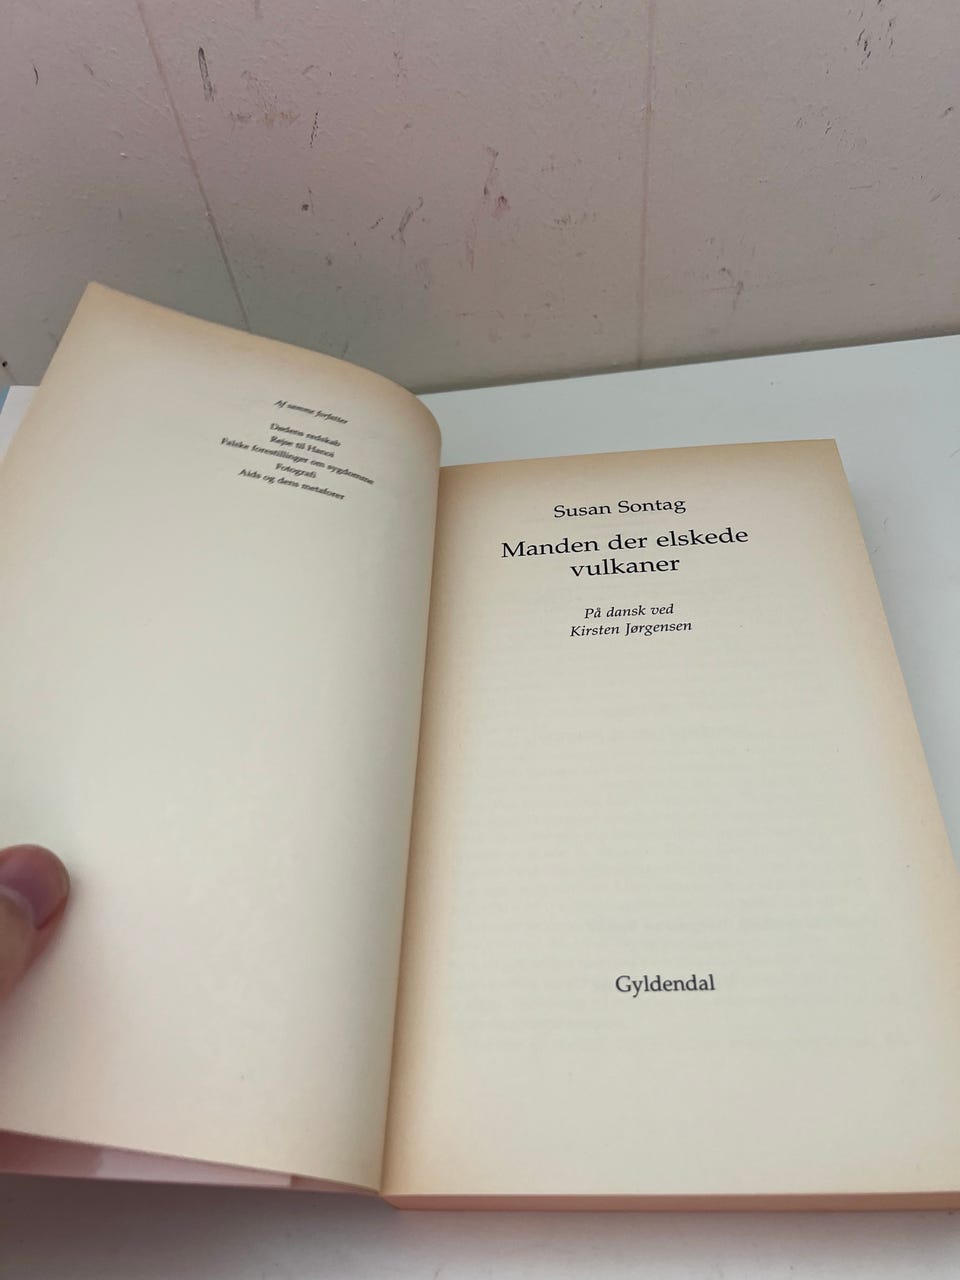 Af samme forfatter
Dødens redskab
Rejse til Hanoi
Falske forestillinger om sygdomme
Fotografi
Aids og dens metaforer
Susan Sontag
Manden der elskede
vulkaner
På dansk ved
Kirsten Jørgensen
Gyldendal